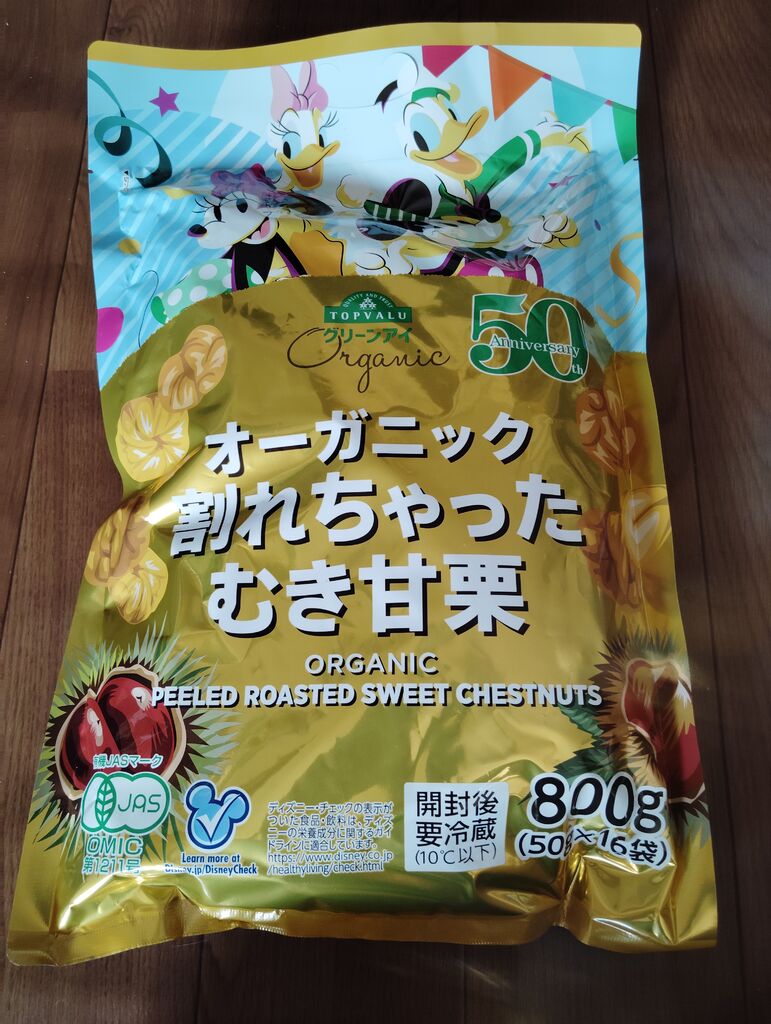 QUALITY AND TRUST
TOPVALU
グリーンアイ
Organic
50th
Anniversary
オーガニック
割れちゃった
むき甘栗
ORGANIC
PEELED ROASTED SWEET CHESTNUTS
有機JASマーク
JAS
OMIC
第1211号
Learn more at
Disney.jp/DisneyCheck
ディズニー・チェックの表示が
ついた食品・飲料は、ディズ
ニーの栄養成分に関するガイ
ドラインに適合しています。
https://www.disney.co.jp
/healthyliving/check.html
開封後
要冷蔵
(10℃以下)
800g
(50g×16袋)